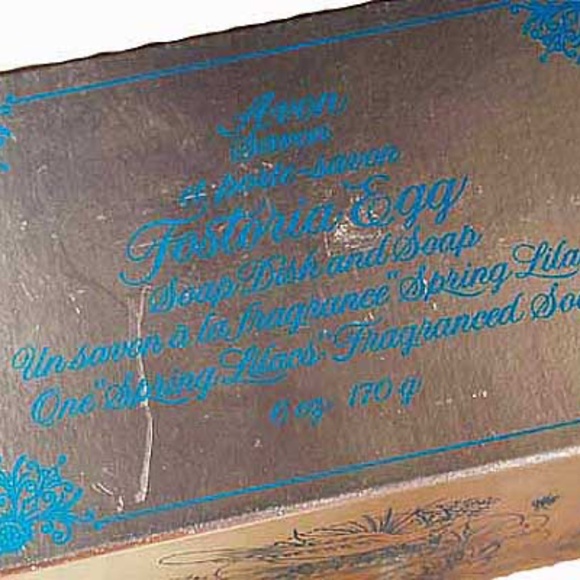 Avon
Savon
et porte-savon
Fostoria Egg
Soap Dish and Soap
Un savon à la fragrance "Spring Lila
One "Spring Lilacs" Fragranced So
6 oz. 170 g